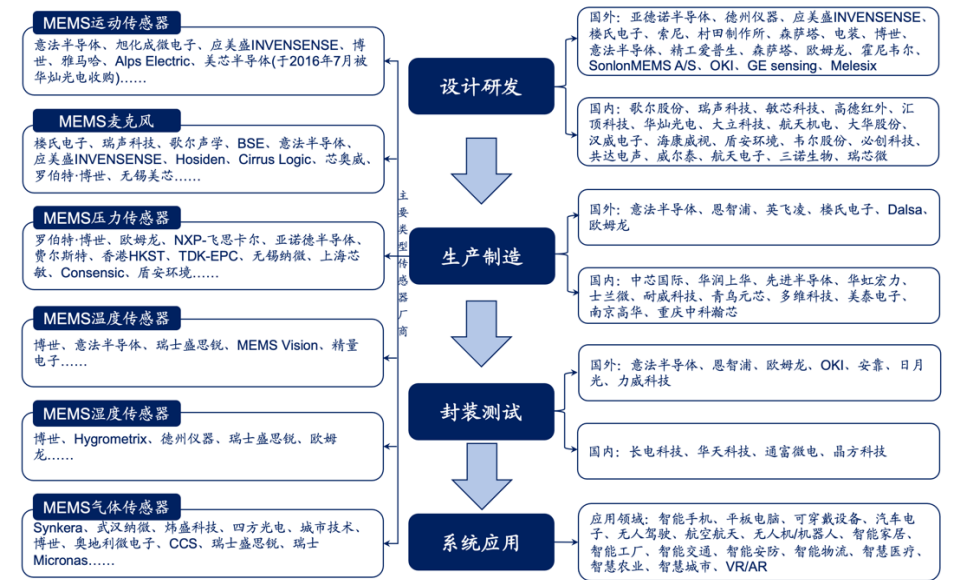 MEMS运动传感器
意法半导体、旭化成微电子、应美盛INVENSENSE、博
世、雅马哈、Alps Electric、美芯半导体(于2016年7月被
华灿光电收购)……
MEMS麦克风
楼氏电子、瑞声科技、歌尔声学、BSE、意法半导体、
应美盛INVENSENSE、Hosiden、Cirrus Logic、芯奥威、
罗伯特·博世、无锡美芯……
MEMS压力传感器
罗伯特·博世、欧姆龙、NXP-飞思卡尔、亚诺德半导体、
费尔斯特、香港HKST、TDK-EPC、无锡纳微、上海芯
敏、Consensic、盾安环境……
MEMS温度传感器
博世、意法半导体、瑞士盛思锐、MEMS Vision、精量
电子……
MEMS湿度传感器
博世、Hygrometrix、德州仪器、瑞士盛思锐、欧姆
龙……
MEMS气体传感器
Synkera、武汉纳微、炜盛科技、四方光电、城市技术、
博世、奥地利微电子、CCS、瑞士盛思锐、瑞士
Micronas……
主要类型传感器厂商
设计研发
国外：亚德诺半导体、德州仪器、应美盛INVENSENSE、
楼氏电子、索尼、村田制作所、森萨塔、电装、博世、
意法半导体、精工爱普生、森萨塔、欧姆龙、霍尼韦尔、
SonlonMEMS A/S、OKI、GE sensing、Melesix
国内：歌尔股份、瑞声科技、敏芯科技、高德红外、汇
顶科技、华灿光电、大立科技、航天机电、大华股份、
汉威电子、海康威视、盾安环境、韦尔股份、必创科技、
共达电声、威尔泰、航天电子、三诺生物、瑞芯微
生产制造
国外：意法半导体、恩智浦、英飞凌、楼氏电子、Dalsa、
欧姆龙
国内：中芯国际、华润上华、先进半导体、华虹宏力、
士兰微、耐威科技、青鸟元芯、多维科技、美泰电子、
南京高华、重庆中科瀚芯
封装测试
国外：意法半导体、恩智浦、欧姆龙、OKI、安靠、日月
光、力威科技
国内：长电科技、华天科技、通富微电、晶方科技
系统应用
应用领域：智能手机、平板电脑、可穿戴设备、汽车电
子、无人驾驶、航空航天、无人机/机器人、智能家居、
智能工厂、智能交通、智能安防、智能物流、智慧医疗、
智慧农业、智慧城市、VR/AR